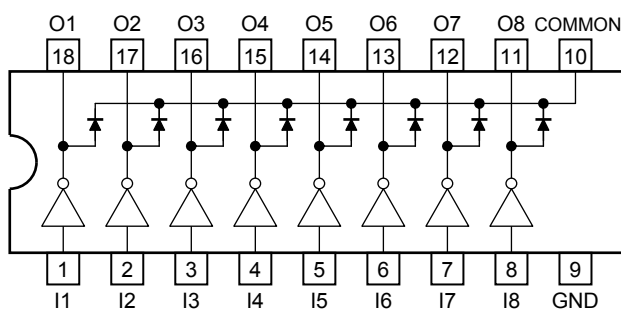 O1 O2 O3 O4 O5 O6 O7 O8 COMMON
18 17 16 15 14 13 12 11 10
1 2 3 4 5 6 7 8 9
I1 I2 I3 I4 I5 I6 I7 I8 GND